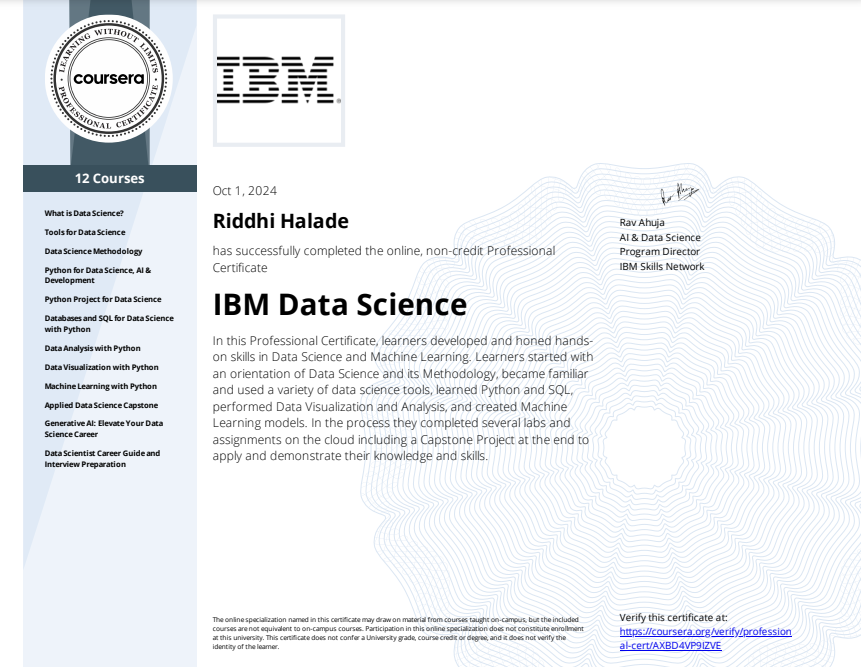 LEARNING WITHOUT LIMITS
coursera
PROFESSIONAL CERTIFICATE
12 Courses
What is Data Science?
Tools for Data Science
Data Science Methodology
Python for Data Science, AI &
Development
Python Project for Data Science
Databases and SQL for Data Science
with Python
Data Analysis with Python
Data Visualization with Python
Machine Learning with Python
Applied Data Science Capstone
Generative AI: Elevate Your Data
Science Career
Data Scientist Career Guide and
Interview Preparation
IBM®
Oct 1, 2024
Riddhi Halade
has successfully completed the online, non-credit Professional
Certificate
IBM Data Science
In this Professional Certificate, learners developed and honed hands-
on skills in Data Science and Machine Learning. Learners started with
an orientation of Data Science and its Methodology, became familiar
and used a variety of data science tools, learned Python and SQL,
performed Data Visualization and Analysis, and created Machine
Learning models. In the process they completed several labs and
assignments on the cloud including a Capstone Project at the end to
apply and demonstrate their knowledge and skills.
Rav Ahuja
Rav Ahuja
AI & Data Science
Program Director
IBM Skills Network
The online specialization named in this certificate may draw on material from courses taught on-campus, but the included
courses are not equivalent to on-campus courses. Participation in this online specialization does not constitute enrollment
at this university. This certificate does not confer a University grade, course credit or degree, and it does not verify the
identity of the learner.
Verify this certificate at:
https://coursera.org/verify/profession
al-cert/AXBD4VP9IZVE